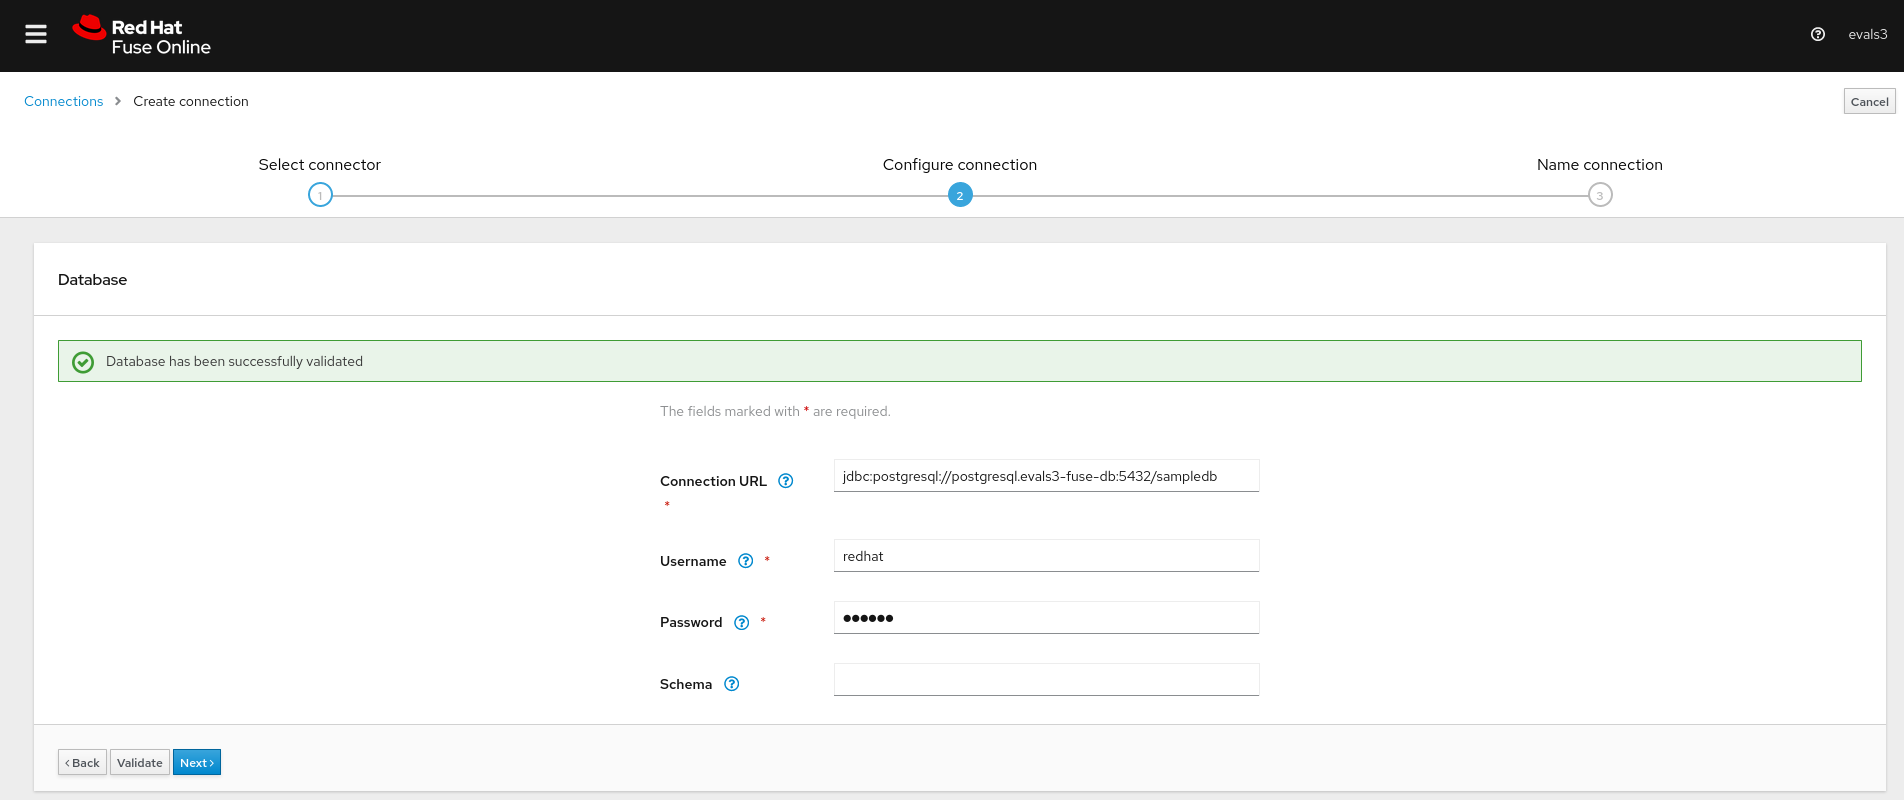 Red Hat
Fuse Online
evals3
Connections > Create connection
Cancel
Select connector
Configure connection
Name connection
1
2
3
Database
Database has been successfully validated
The fields marked with * are required.
Connection URL
*
jdbc:postgresql://postgresql.evals3-fuse-db:5432/sampledb
Username *
redhat
Password *
●●●●●●
Schema
< Back
Validate
Next >